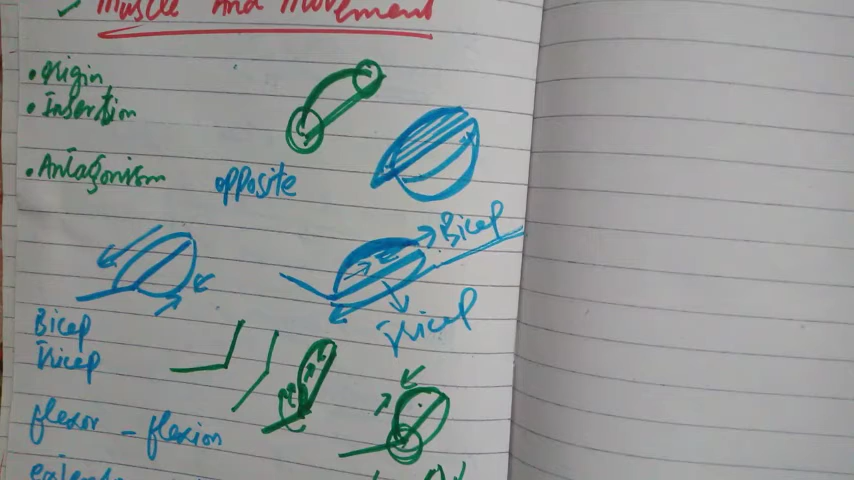 Muscle And Movement
• Origin
• Insertion
• Antagonism opposite
Bicep
Tricep
Bicep
Tricep
flexor - flexion